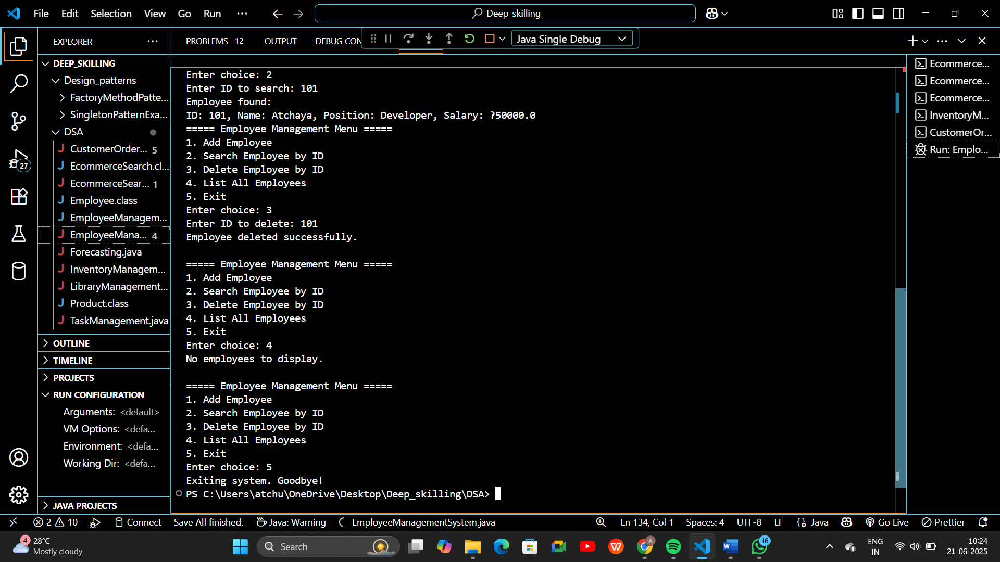 File Edit Selection View Go Run ··· Deep_skilling
EXPLORER ···
DEEP_SKILLING
Design_patterns
FactoryMethodPatte...
SingletonPatternExa...
DSA
CustomerOrder... 5
EcommerceSearch.cl...
EcommerceSear... 1
Employee.class
EmployeeManagem...
EmployeeMana... 4
Forecasting.java
InventoryManagem...
LibraryManagement...
Product.class
TaskManagement.java
OUTLINE
TIMELINE
PROJECTS
RUN CONFIGURATION
Arguments: <default>
VM Options: <defa...
Environment: <defa...
Working Dir: <defa...
JAVA PROJECTS
27
PROBLEMS 12 OUTPUT DEBUG CON
Java Single Debug
Enter choice: 2
Enter ID to search: 101
Employee found:
ID: 101, Name: Atchaya, Position: Developer, Salary: ?50000.0
===== Employee Management Menu =====
1. Add Employee
2. Search Employee by ID
3. Delete Employee by ID
4. List All Employees
5. Exit
Enter choice: 3
Enter ID to delete: 101
Employee deleted successfully.
===== Employee Management Menu =====
1. Add Employee
2. Search Employee by ID
3. Delete Employee by ID
4. List All Employees
5. Exit
Enter choice: 4
No employees to display.
===== Employee Management Menu =====
1. Add Employee
2. Search Employee by ID
3. Delete Employee by ID
4. List All Employees
5. Exit
Enter choice: 5
Exiting system. Goodbye!
PS C:\Users\atchu\OneDrive\Desktop\Deep_skilling\DSA>
Ecommerce...
Ecommerce...
Ecommerce...
InventoryM...
CustomerOr...
Run: Emplo...
2 10 Connect Save All finished. Java: Warning EmployeeManagementSystem.java Ln 134, Col 1 Spaces: 4 UTF-8 LF Java Go Live Prettier
4 28°C
Mostly cloudy
Search
A
W
16
ENG
IN
10:24
21-06-2025